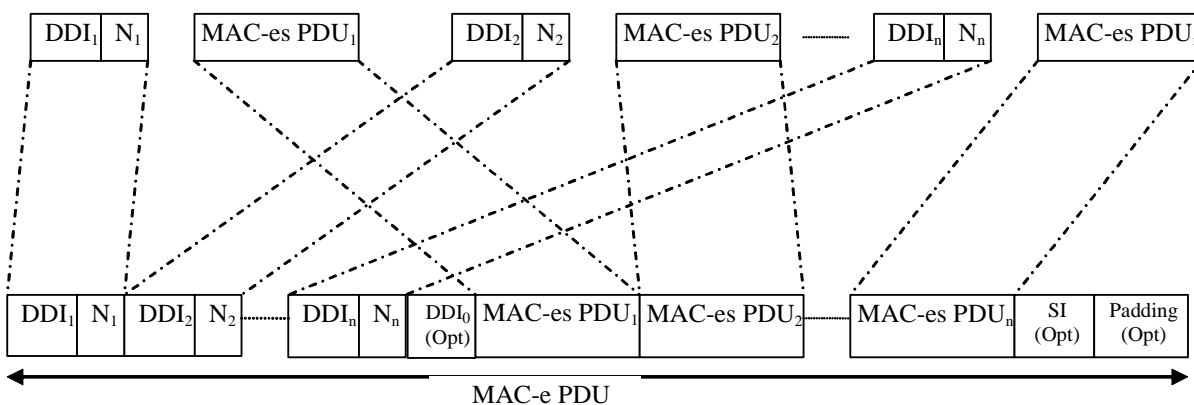 DDI₁ N₁ MAC-es PDU₁ DDI₂ N₂ MAC-es PDU₂ DDIₙ Nₙ MAC-es PDU
DDI₁ N₁ DDI₂ N₂ DDIₙ Nₙ DDI₀ (Opt) MAC-es PDU₁ MAC-es PDU₂ MAC-es PDUₙ SI (Opt) Padding (Opt)
MAC-e PDU